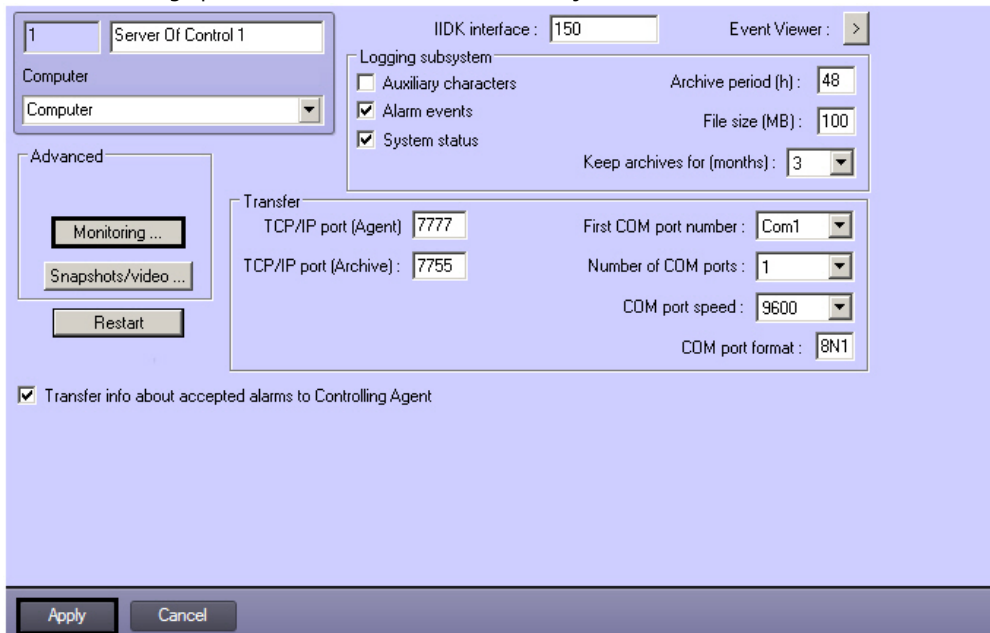 1 Server Of Control 1
IIDK interface : 150
Event Viewer : >
Computer
Computer
Logging subsystem
Auxiliary characters
Alarm events
System status
Archive period (h) : 48
File size (MB) : 100
Keep archives for (months) : 3
Advanced
Monitoring ...
Snapshots/video ...
Restart
Transfer
TCP/IP port (Agent) 7777
TCP/IP port (Archive) : 7755
First COM port number : Com1
Number of COM ports : 1
COM port speed : 9600
COM port format : 8N1
Transfer info about accepted alarms to Controlling Agent
Apply Cancel